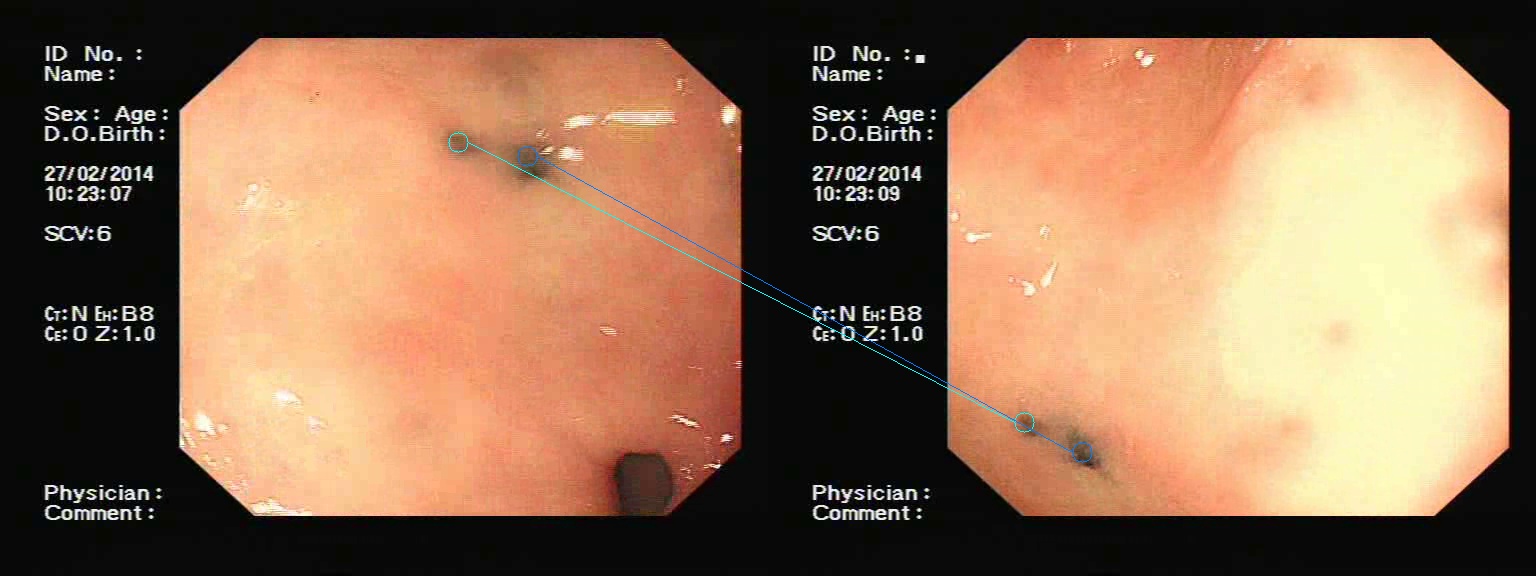 ID No. :
Name:
Sex: Age:
D.O.Birth:
27/02/2014
10:23:07
SCV:6
CT:N EH:B8
CE:0 Z:1.0
Physician:
Comment:
ID No. :
Name:
Sex: Age:
D.O.Birth:
27/02/2014
10:23:09
SCV:6
CT:N EH:B8
CE:0 Z:1.0
Physician:
Comment: